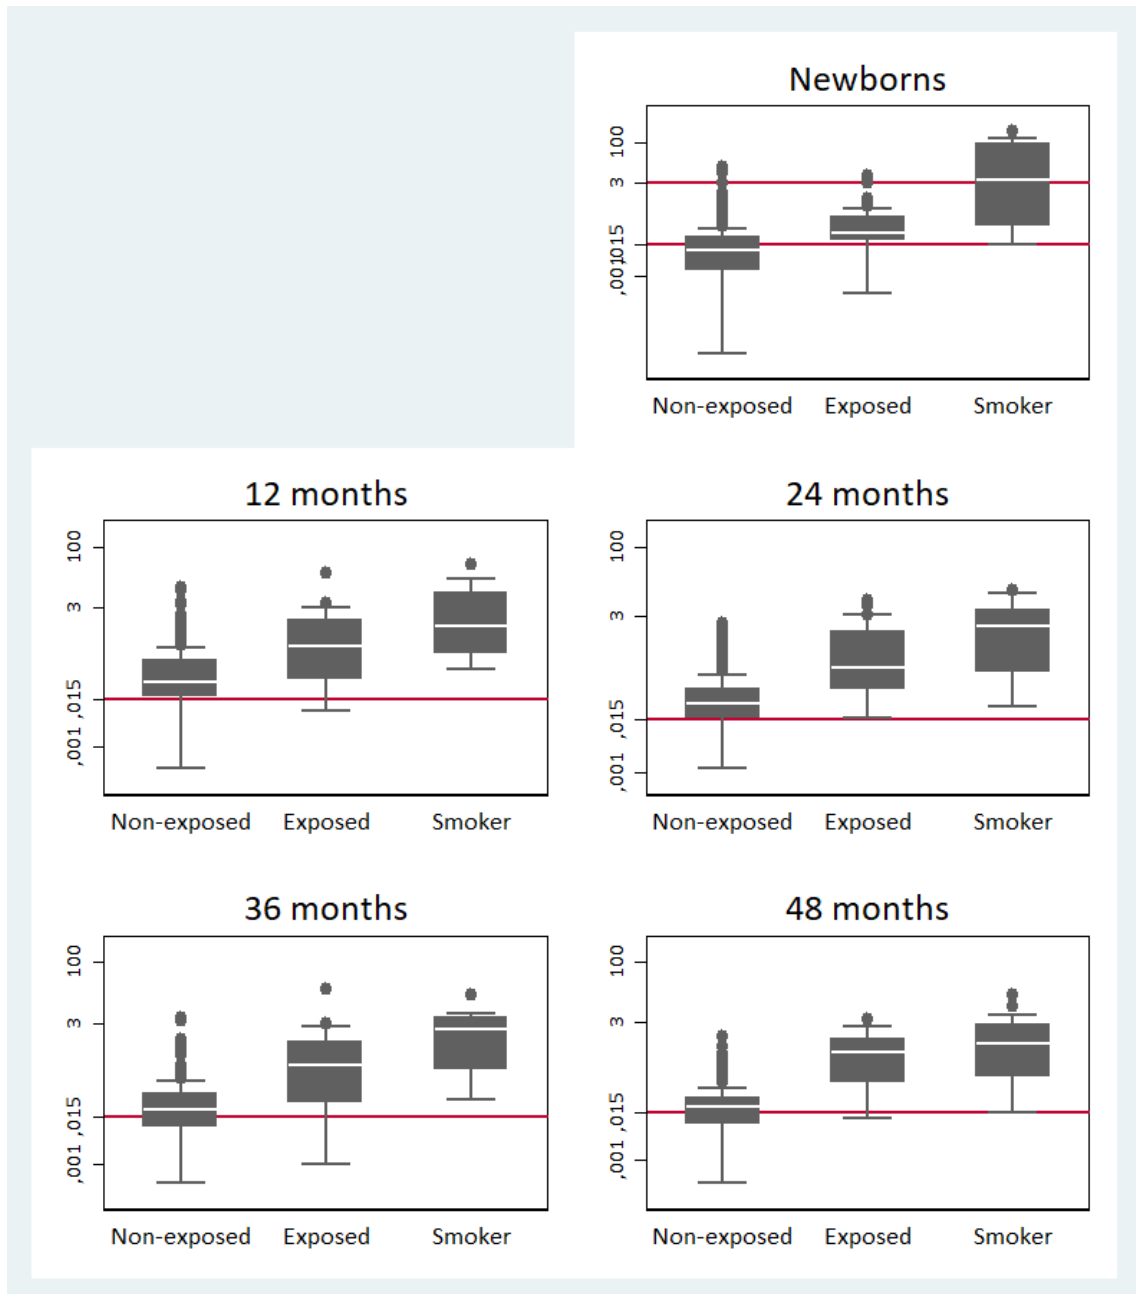 Newborns
100
3
,015
,001
Non-exposed Exposed Smoker
12 months
100
3
,015
,001
Non-exposed Exposed Smoker
24 months
100
3
,015
,001
Non-exposed Exposed Smoker
36 months
100
3
,015
,001
Non-exposed Exposed Smoker
48 months
100
3
,015
,001
Non-exposed Exposed Smoker